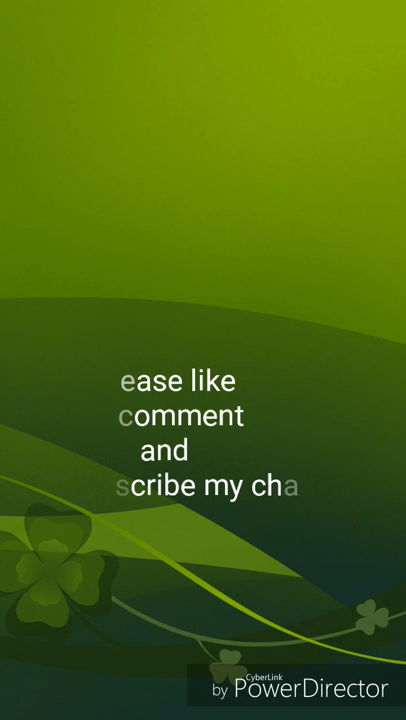 ease like
comment
and
scribe my cha
CyberLink
by PowerDirector